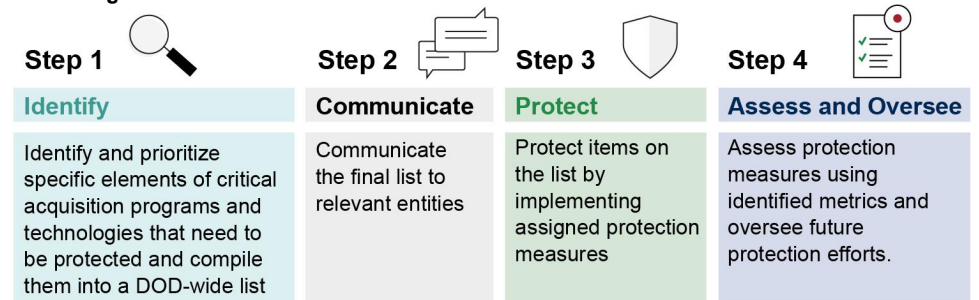 Step 1
Identify
Identify and prioritize
specific elements of critical
acquisition programs and
technologies that need to
be protected and compile
them into a DOD-wide list
Step 2
Communicate
Communicate
the final list to
relevant entities
Step 3
Protect
Protect items on
the list by
implementing
assigned protection
measures
Step 4
Assess and Oversee
Assess protection
measures using
identified metrics and
oversee future
protection efforts.